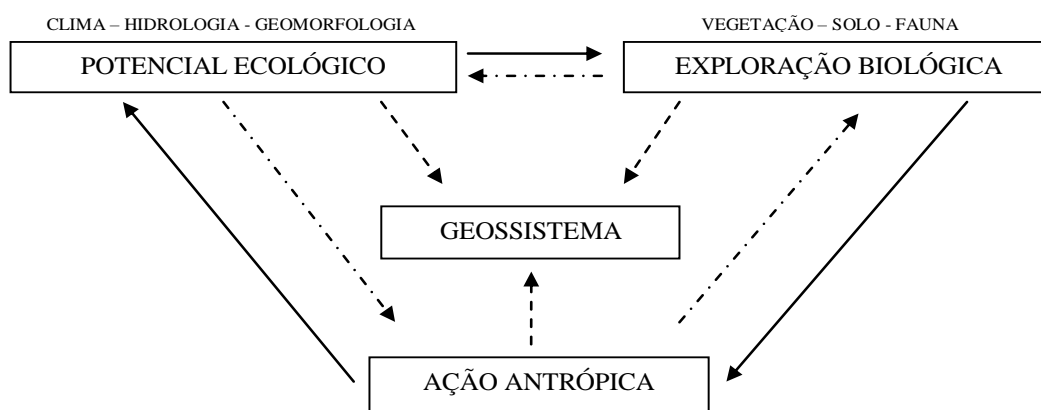 CLIMA – HIDROLOGIA - GEOMORFOLOGIA
VEGETAÇÃO – SOLO - FAUNA
POTENCIAL ECOLÓGICO
EXPLORAÇÃO BIOLÓGICA
GEOSSISTEMA
AÇÃO ANTRÓPICA